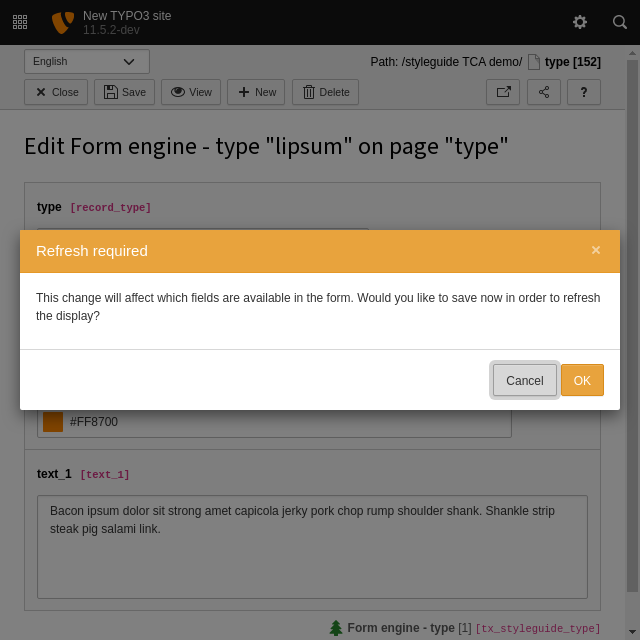 New TYPO3 site
11.5.2-dev
English
Path: /styleguide TCA demo/ type [152]
Close Save View New Delete ?
Edit Form engine - type "lipsum" on page "type"
type [record_type]
Refresh required ×
This change will affect which fields are available in the form. Would you like to save now in order to refresh
the display?
Cancel OK
#FF8700
text_1 [text_1]
Bacon ipsum dolor sit strong amet capicola jerky pork chop rump shoulder shank. Shankle strip
steak pig salami link.
Form engine - type [1] [tx_styleguide_type]